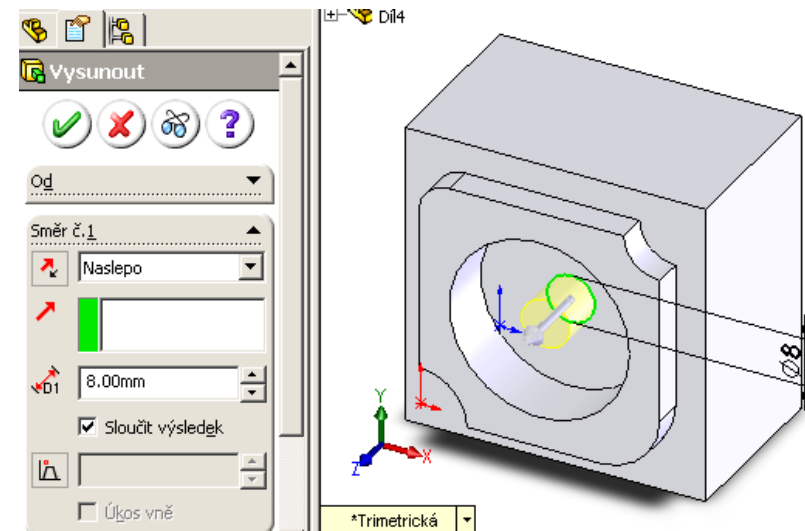 Díl4
Vysunout
?
Od
Směr č.1
Naslepo
D1
8.00mm
Sloučit výsledek
Úkos vně
⌀8
Y
X
Z
*Trimetrická